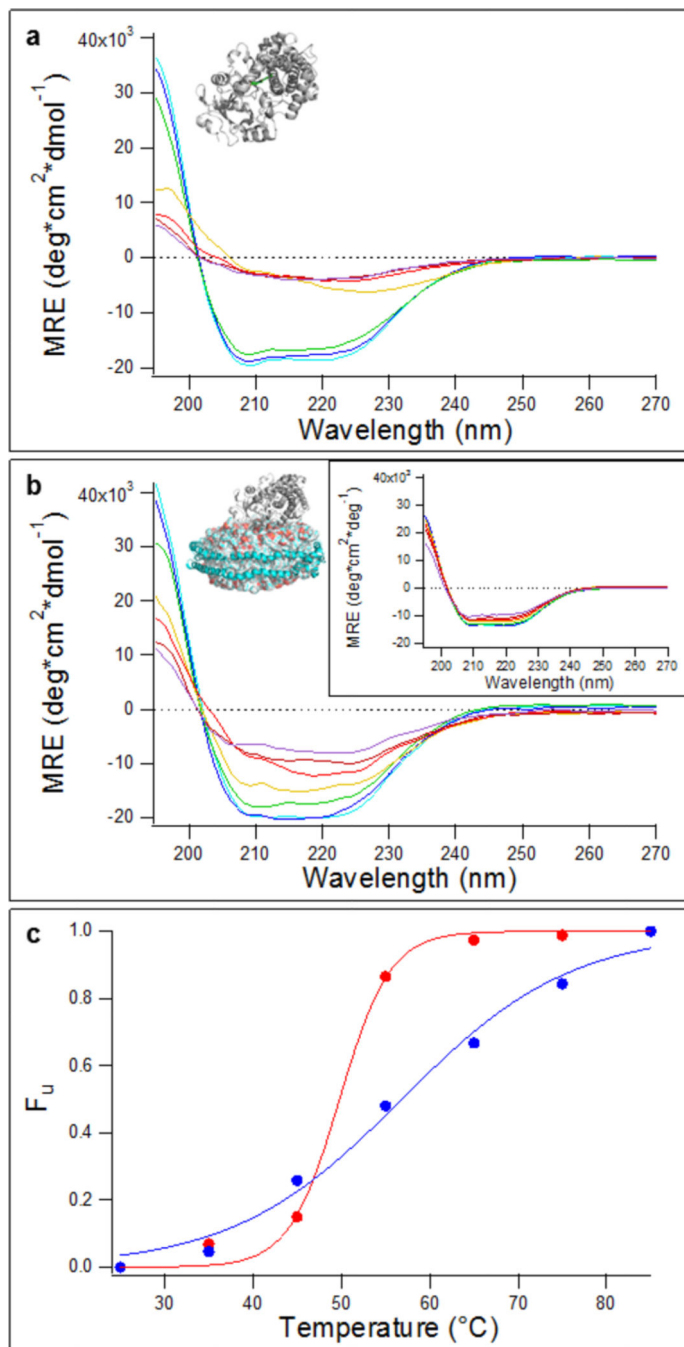 a
40x10³
30
20
10
0
-10
-20
MRE (deg*cm²*dmol⁻¹)
200 210 220 230 240 250 260 270
Wavelength (nm)
b
40x10³
30
20
10
0
-10
-20
MRE (deg*cm²*dmol⁻¹)
200 210 220 230 240 250 260 270
Wavelength (nm)
40x10³
30
20
10
0
-10
-20
MRE (deg*cm²*deg⁻¹)
200 210 220 230 240 250 260 270
Wavelength (nm)
c
1.0
0.8
0.6
0.4
0.2
0.0
Fᵤ
30 40 50 60 70 80
Temperature (°C)